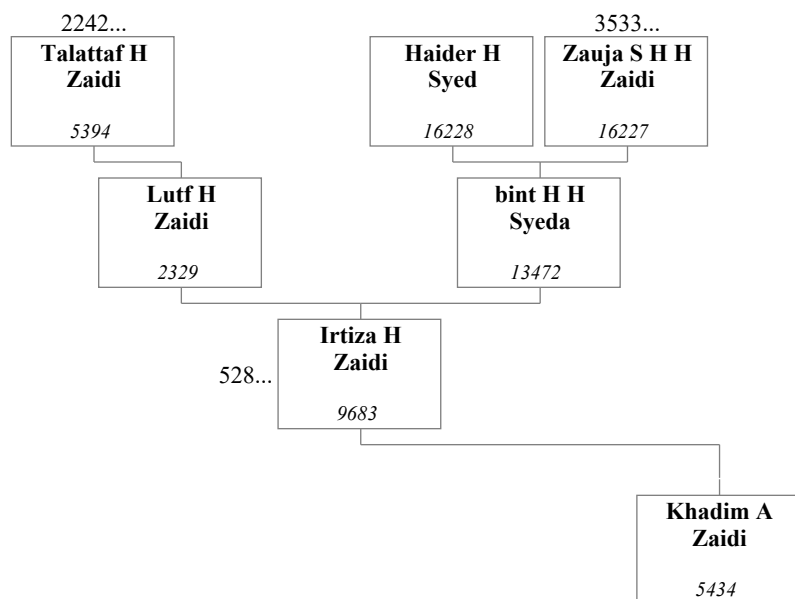 2242...
3533...
Talattaf H
Zaidi
5394
Haider H
Syed
16228
Zauja S H H
Zaidi
16227
Lutf H
Zaidi
2329
bint H H
Syeda
13472
528...
Irtiza H
Zaidi
9683
Khadim A
Zaidi
5434